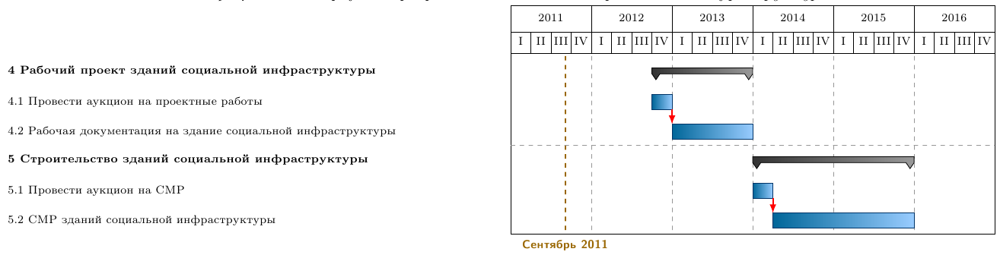 2011 2012 2013 2014 2015 2016
I II III IV I II III IV I II III IV I II III IV I II III IV I II III IV
4 Рабочий проект зданий социальной инфраструктуры
4.1 Провести аукцион на проектные работы
4.2 Рабочая документация на здание социальной инфраструктуры
5 Строительство зданий социальной инфраструктуры
5.1 Провести аукцион на СМР
5.2 СМР зданий социальной инфраструктуры
Сентябрь 2011